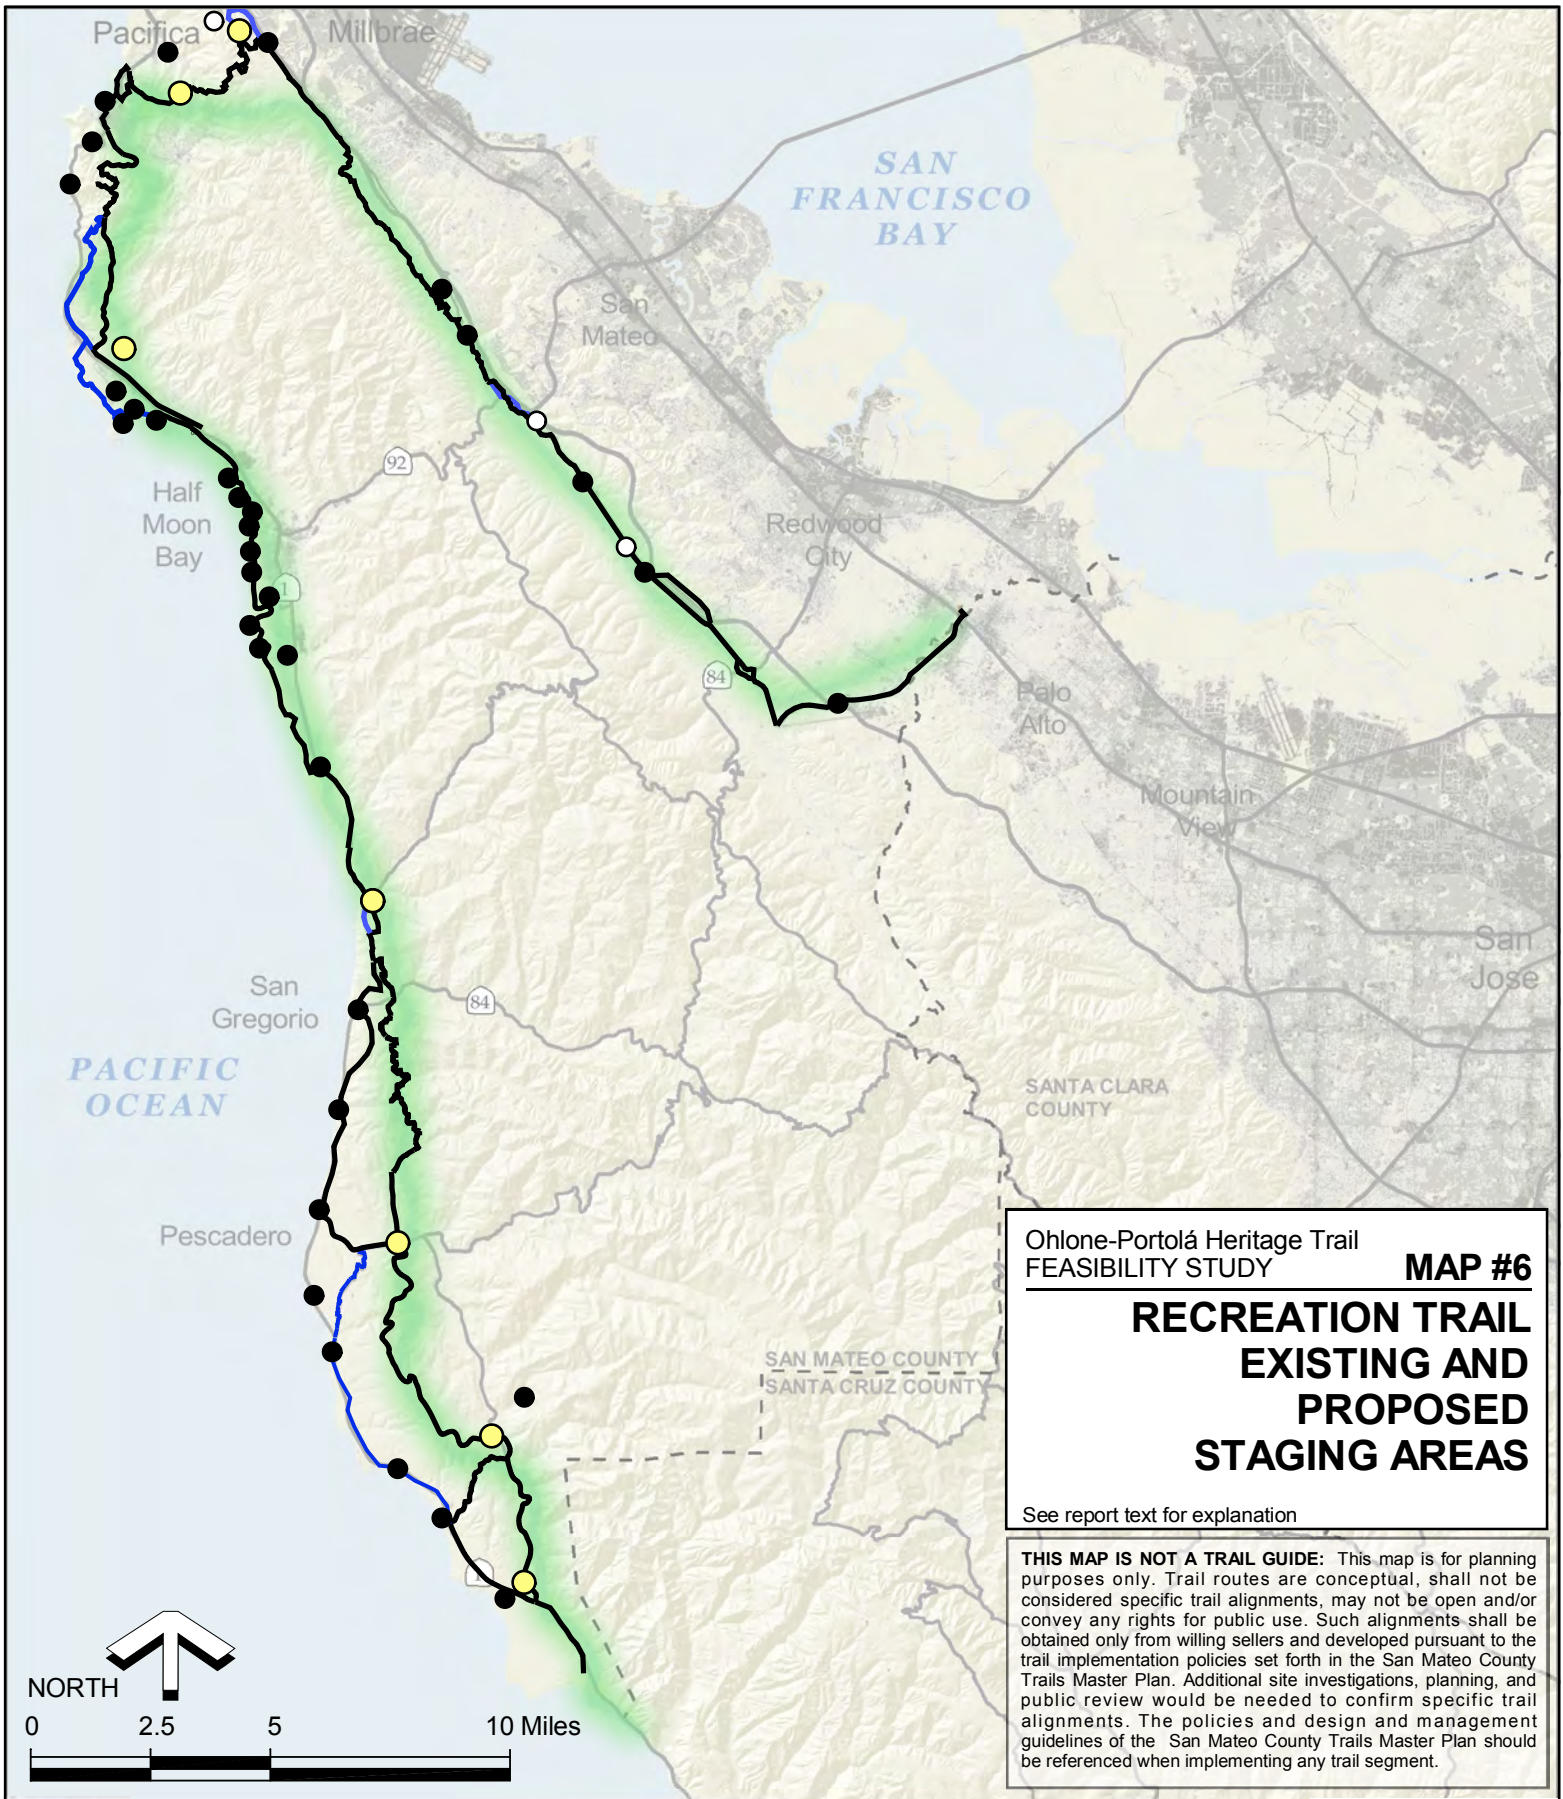 Pacifica
Millbrae
SAN
FRANCISCO
BAY
San
Mateo
92
Half
Moon
Bay
Redwood
City
1
84
Palo
Alto
Mountain
View
San
Jose
San
Gregorio
84
PACIFIC
OCEAN
SANTA CLARA
COUNTY
Pescadero
SAN MATEO COUNTY
SANTA CRUZ COUNTY
1
Ohlone-Portolá Heritage Trail
FEASIBILITY STUDY MAP #6
RECREATION TRAIL
EXISTING AND
PROPOSED
STAGING AREAS
See report text for explanation
THIS MAP IS NOT A TRAIL GUIDE: This map is for planning
purposes only. Trail routes are conceptual, shall not be
considered specific trail alignments, may not be open and/or
convey any rights for public use. Such alignments shall be
obtained only from willing sellers and developed pursuant to the
trail implementation policies set forth in the San Mateo County
Trails Master Plan. Additional site investigations, planning, and
public review would be needed to confirm specific trail
alignments. The policies and design and management
guidelines of the San Mateo County Trails Master Plan should
be referenced when implementing any trail segment.
NORTH
0 2.5 5 10 Miles